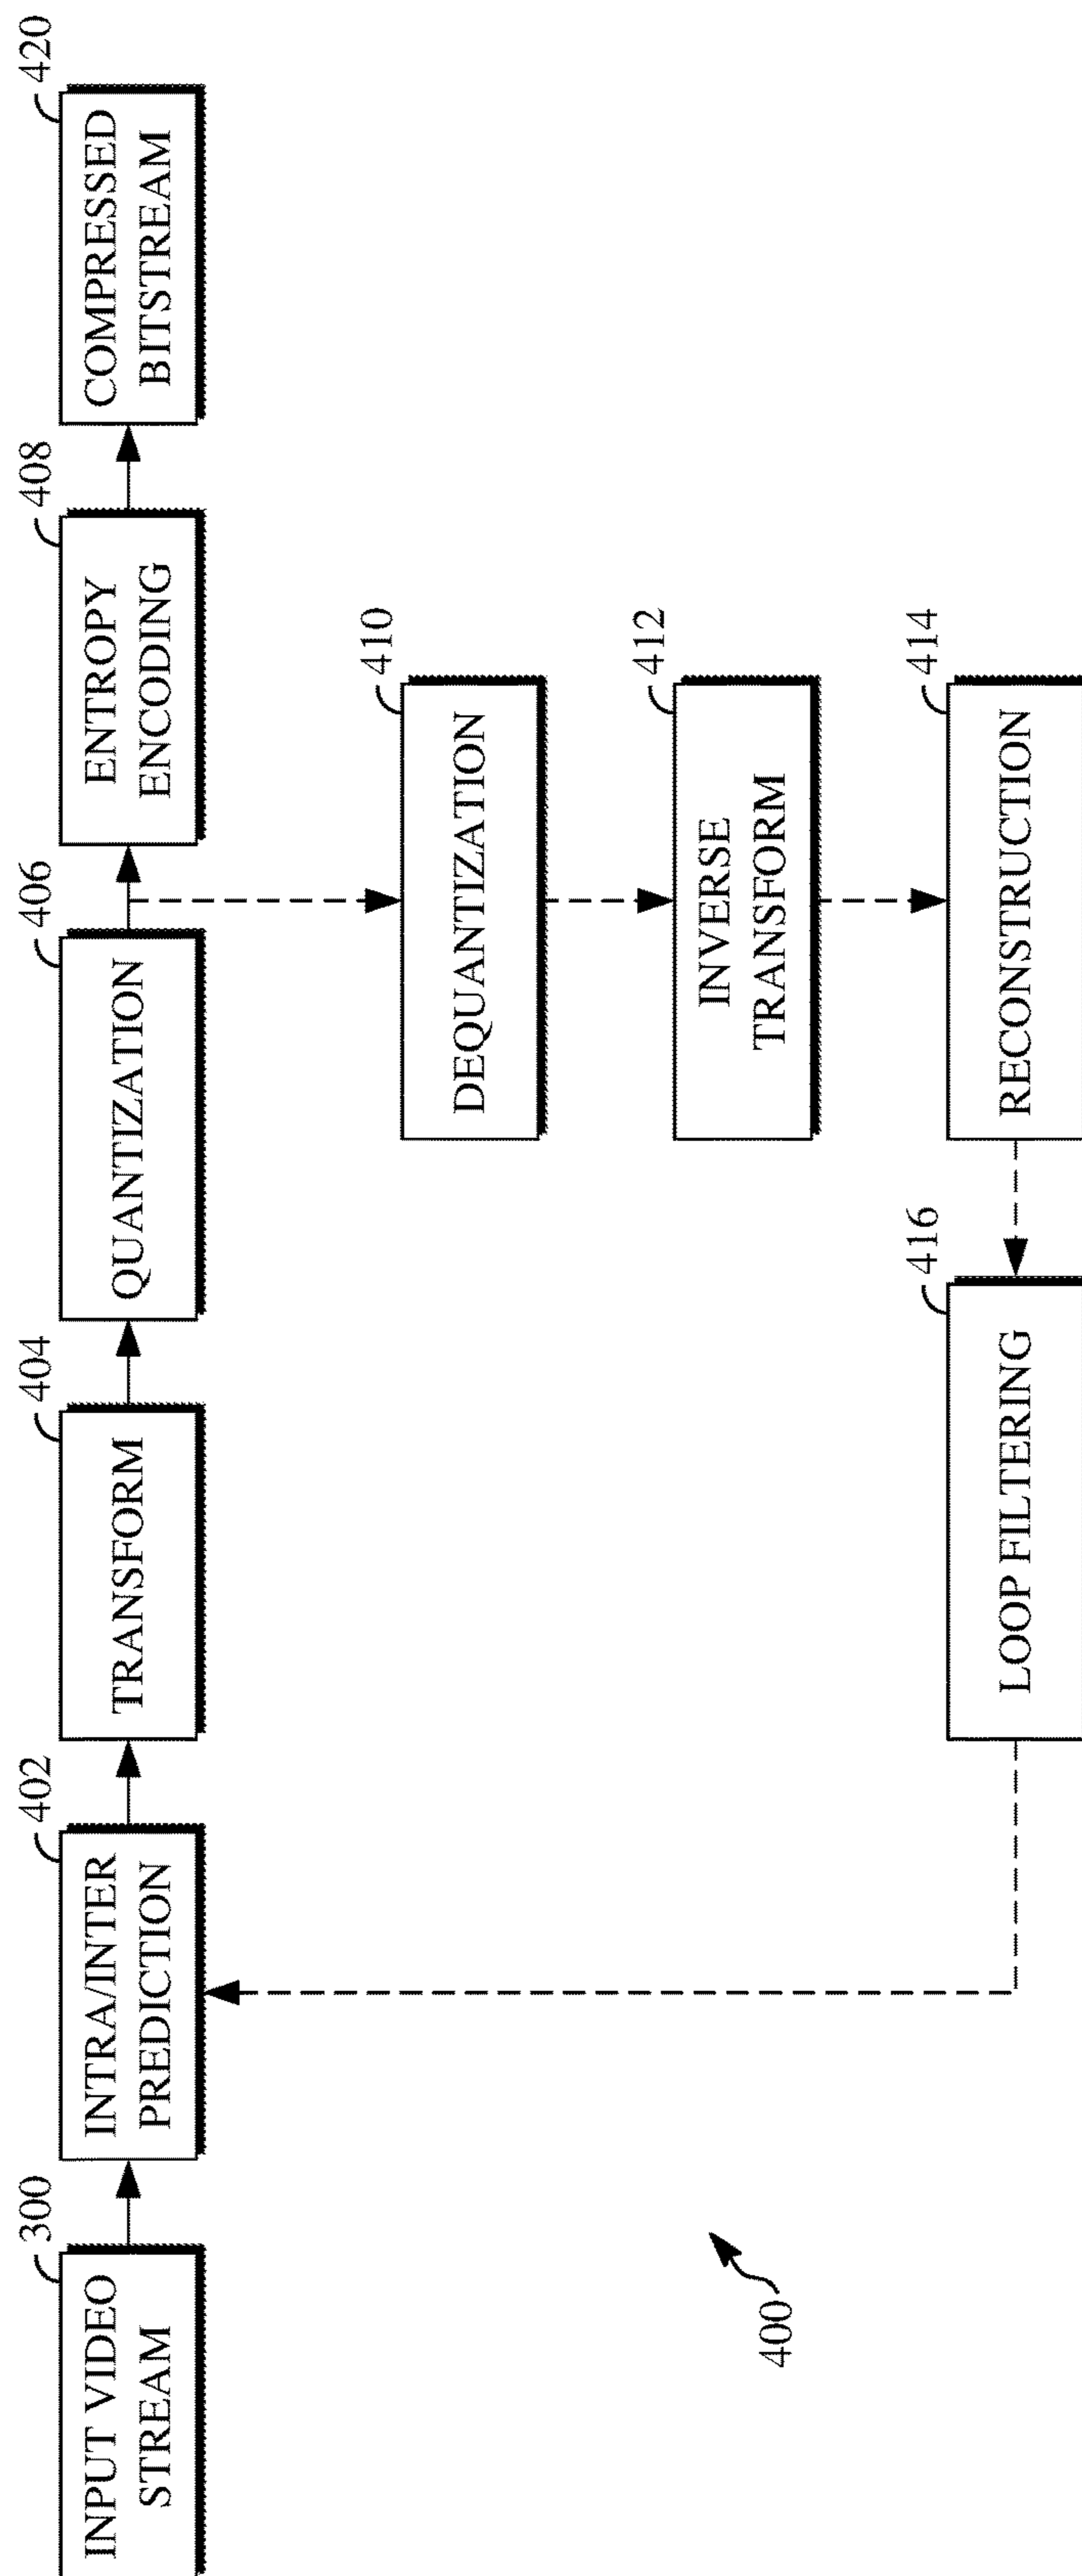 300
INPUT VIDEO
STREAM
402
INTRA/INTER
PREDICTION
404
TRANSFORM
406
QUANTIZATION
408
ENTROPY
ENCODING
420
COMPRESSED
BITSTREAM
410
DEQUANTIZATION
412
INVERSE
TRANSFORM
414
RECONSTRUCTION
416
LOOP FILTERING
400